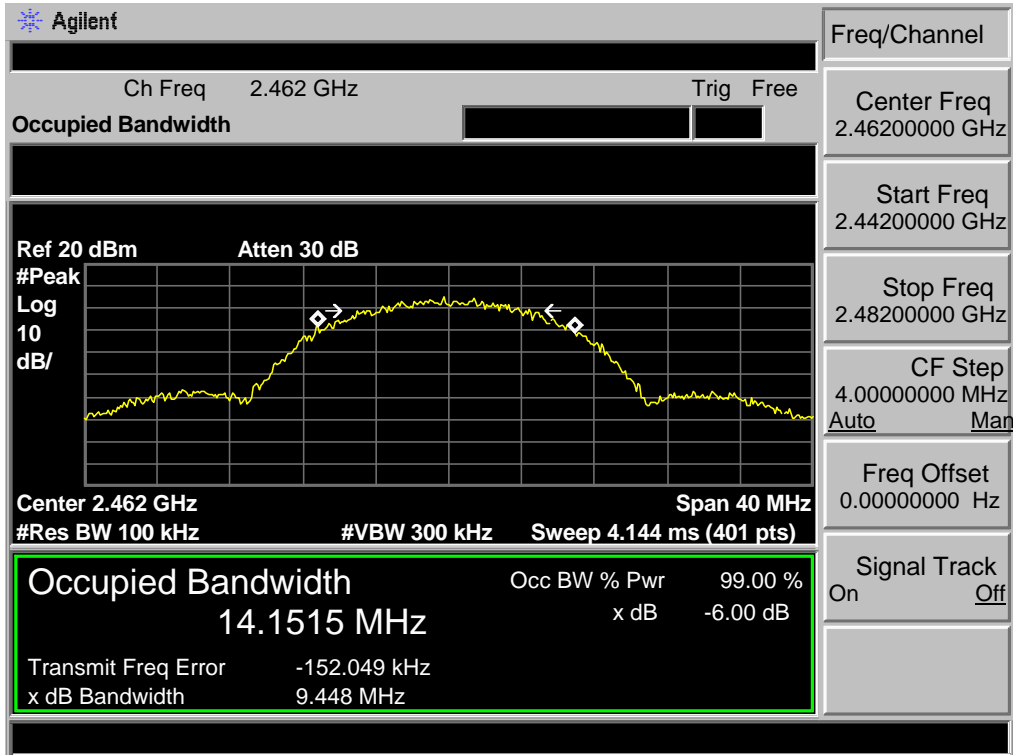 Agilent
Freq/Channel
Ch Freq 2.462 GHz Trig Free
Occupied Bandwidth
Center Freq
2.46200000 GHz
Start Freq
2.44200000 GHz
Stop Freq
2.48200000 GHz
CF Step
4.00000000 MHz
Auto Man
Freq Offset
0.00000000 Hz
Signal Track
On Off
Ref 20 dBm Atten 30 dB
#Peak
Log
10
dB/
Center 2.462 GHz Span 40 MHz
#Res BW 100 kHz #VBW 300 kHz Sweep 4.144 ms (401 pts)
Occupied Bandwidth Occ BW % Pwr 99.00 %
14.1515 MHz x dB -6.00 dB
Transmit Freq Error -152.049 kHz
x dB Bandwidth 9.448 MHz